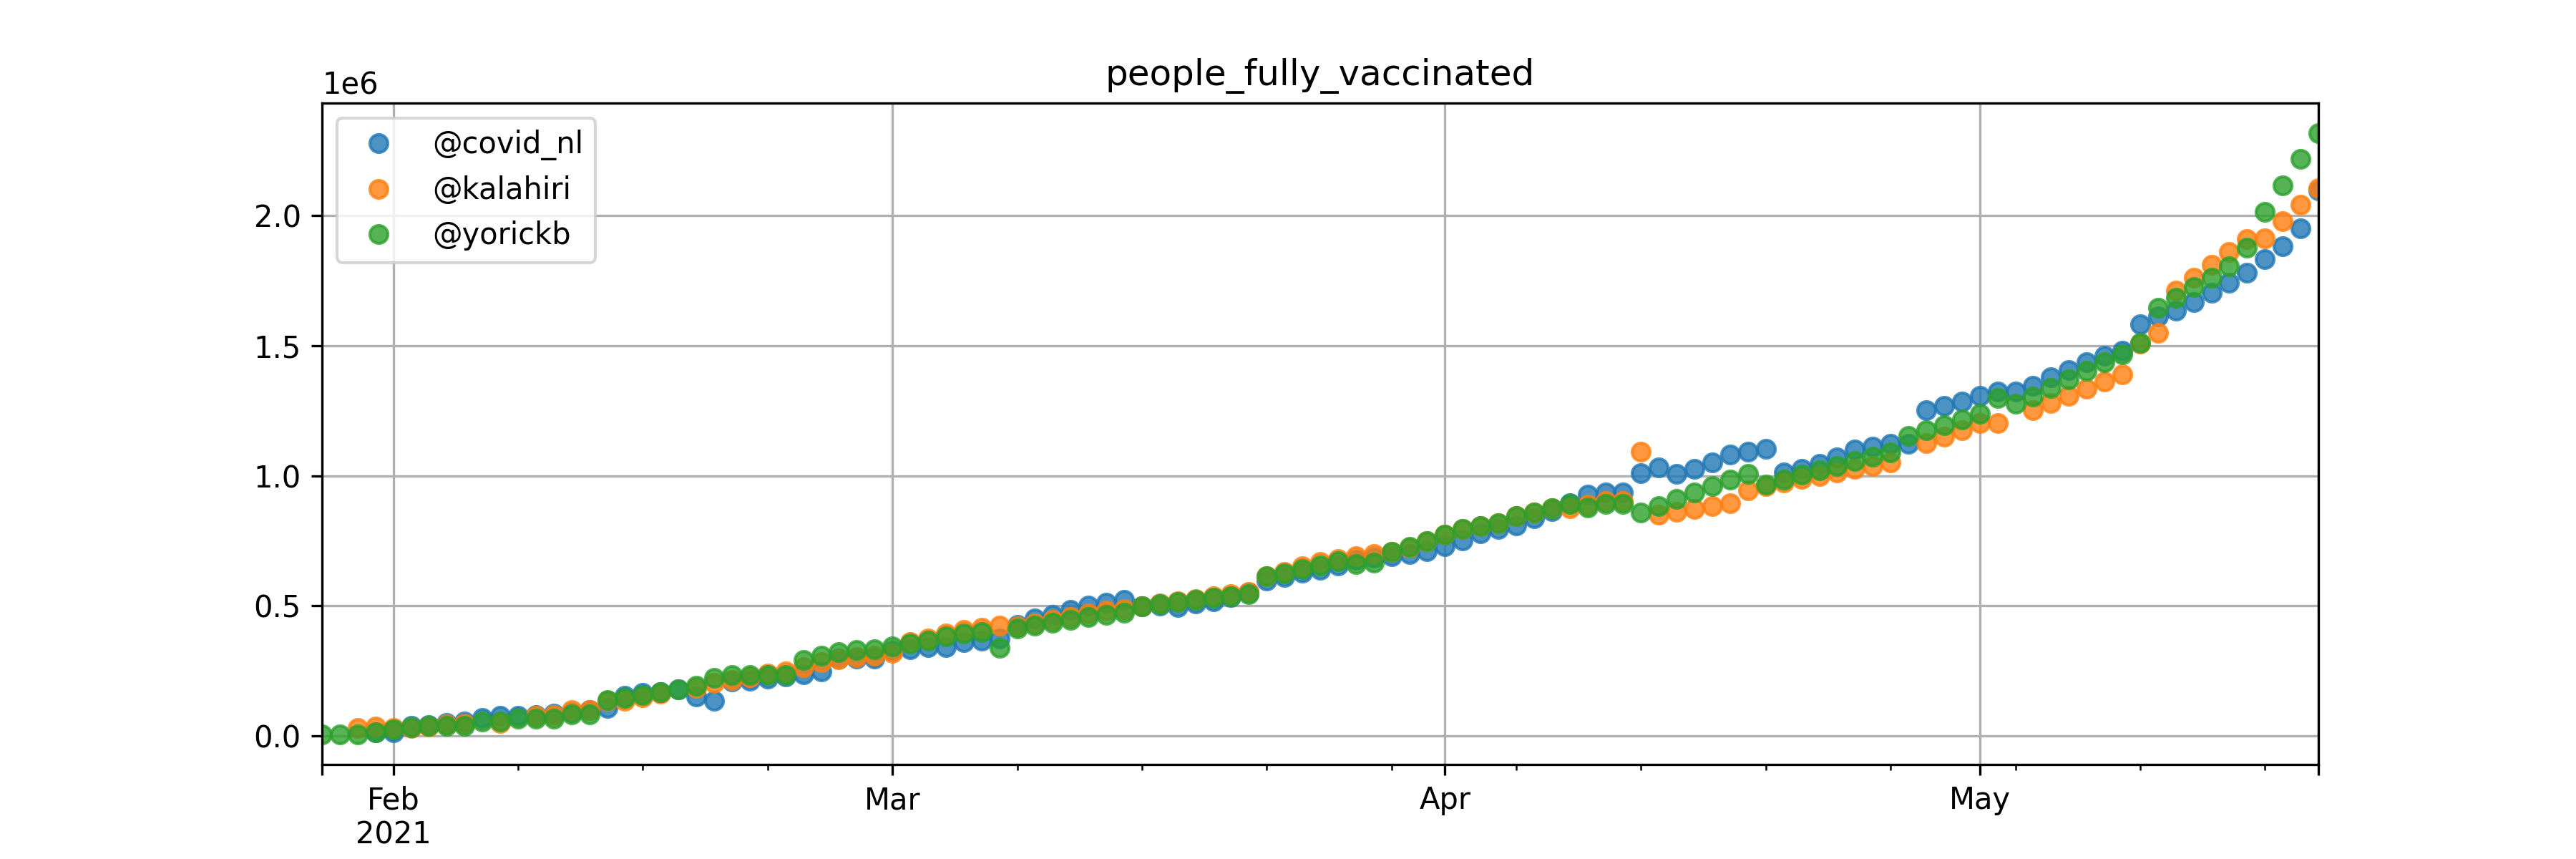 people_fully_vaccinated
1e6
@covid_nl
@kalahiri
@yorickb
2.0
1.5
1.0
0.5
0.0
Feb Mar Apr May
2021